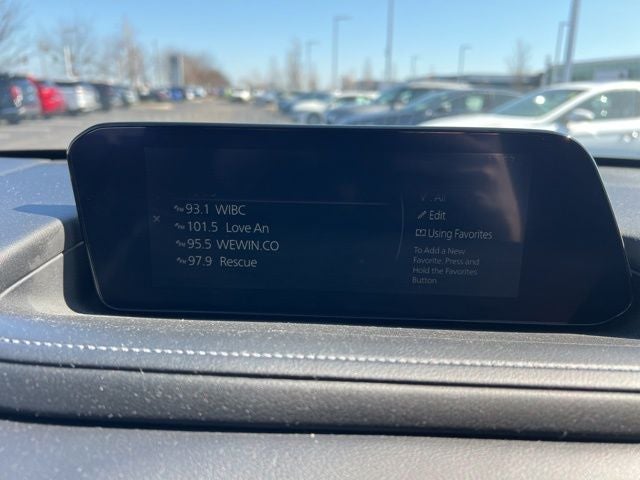 93.1 WIBC
101.5 Love An
95.5 WEWIN.CO
97.9 Rescue
All
Edit
Using Favorites
To Add a New
Favorite, Press and
Hold the Favorites
Button.